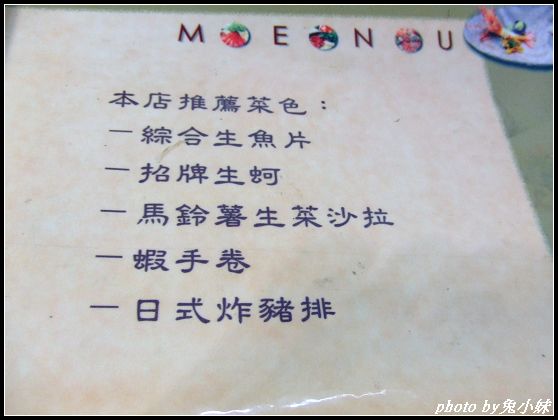 MOEONOU
本店推薦菜色：
一綜合生魚片
一招牌生蚵
一馬鈴薯生菜沙拉
一蝦手卷
一日式炸豬排
photo by兔小妹